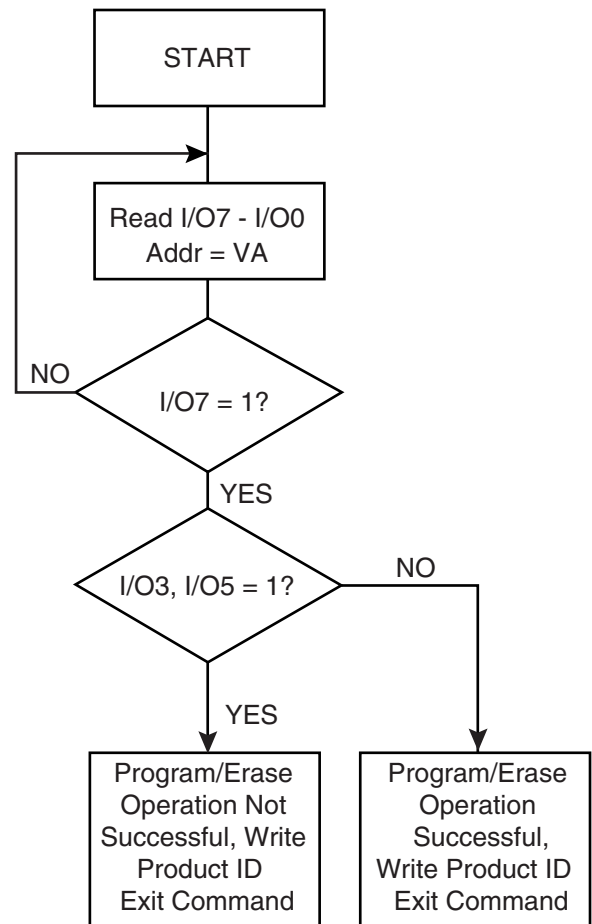 START
Read I/O7 - I/O0
Addr = VA
NO
I/O7 = 1?
YES
I/O3, I/O5 = 1?
NO
YES
Program/Erase
Operation Not
Successful, Write
Product ID
Exit Command
Program/Erase
Operation
Successful,
Write Product ID
Exit Command